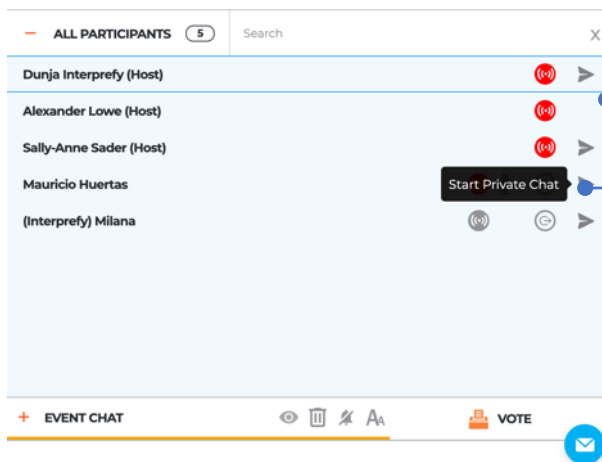 ALL PARTICIPANTS 5 Search X
Dunja Interprefy (Host)
Alexander Lowe (Host)
Sally-Anne Sader (Host)
Mauricio Huertas Start Private Chat
(Interprefy) Milana
EVENT CHAT AA VOTE